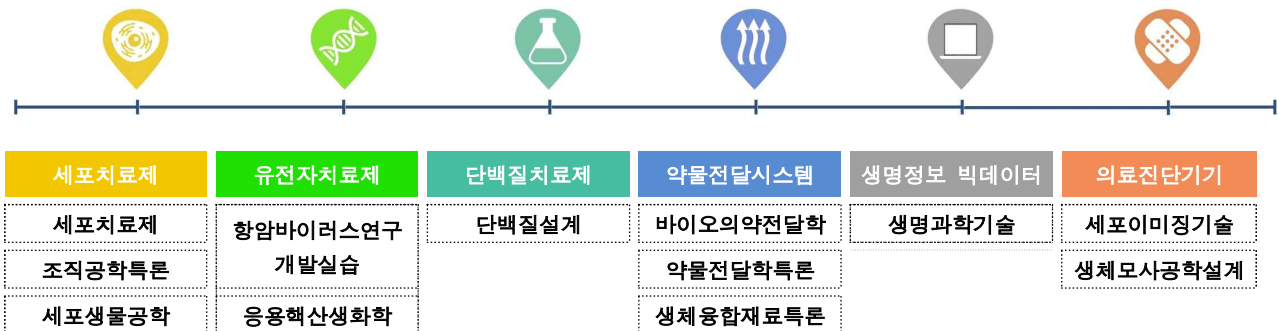 세포치료제
유전자치료제
단백질치료제
약물전달시스템
생명정보 빅데이터
의료진단기기
세포치료제
항암바이러스연구
개발실습
단백질설계
바이오의약전달학
생명과학기술
세포이미징기술
조직공학특론
약물전달학특론
생체모사공학설계
세포생물공학
응용핵산생화학
생체융합재료특론